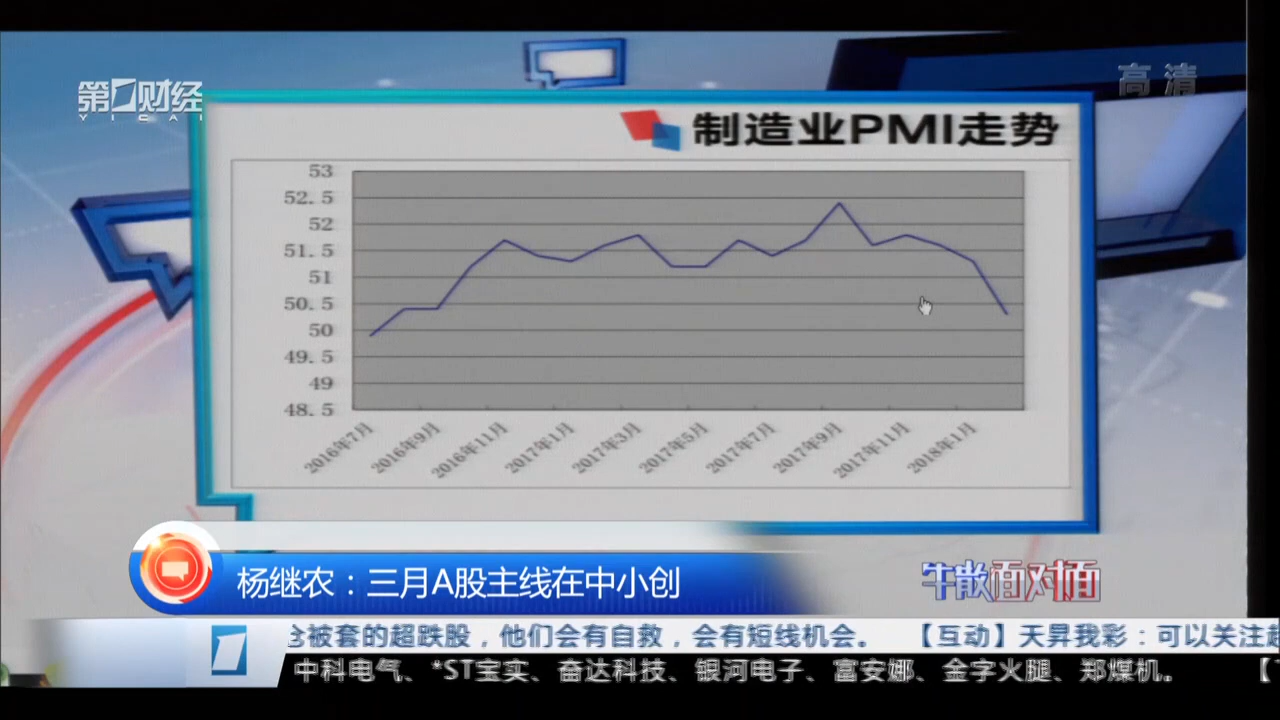 第一财经
YICAI
高清
制造业PMI走势
53
52.5
52
51.5
51
50.5
50
49.5
49
48.5
2016年7月
2016年9月
2016年11月
2017年1月
2017年3月
2017年5月
2017年7月
2017年9月
2017年11月
2018年1月
杨继农：三月A股主线在中小创
牛散面对面
仓被套的超跌股，他们会有自救，会有短线机会。 【互动】天昇我彩：可以关注超
中科电气、*ST宝实、奋达科技、银河电子、富安娜、金字火腿、郑煤机。 【